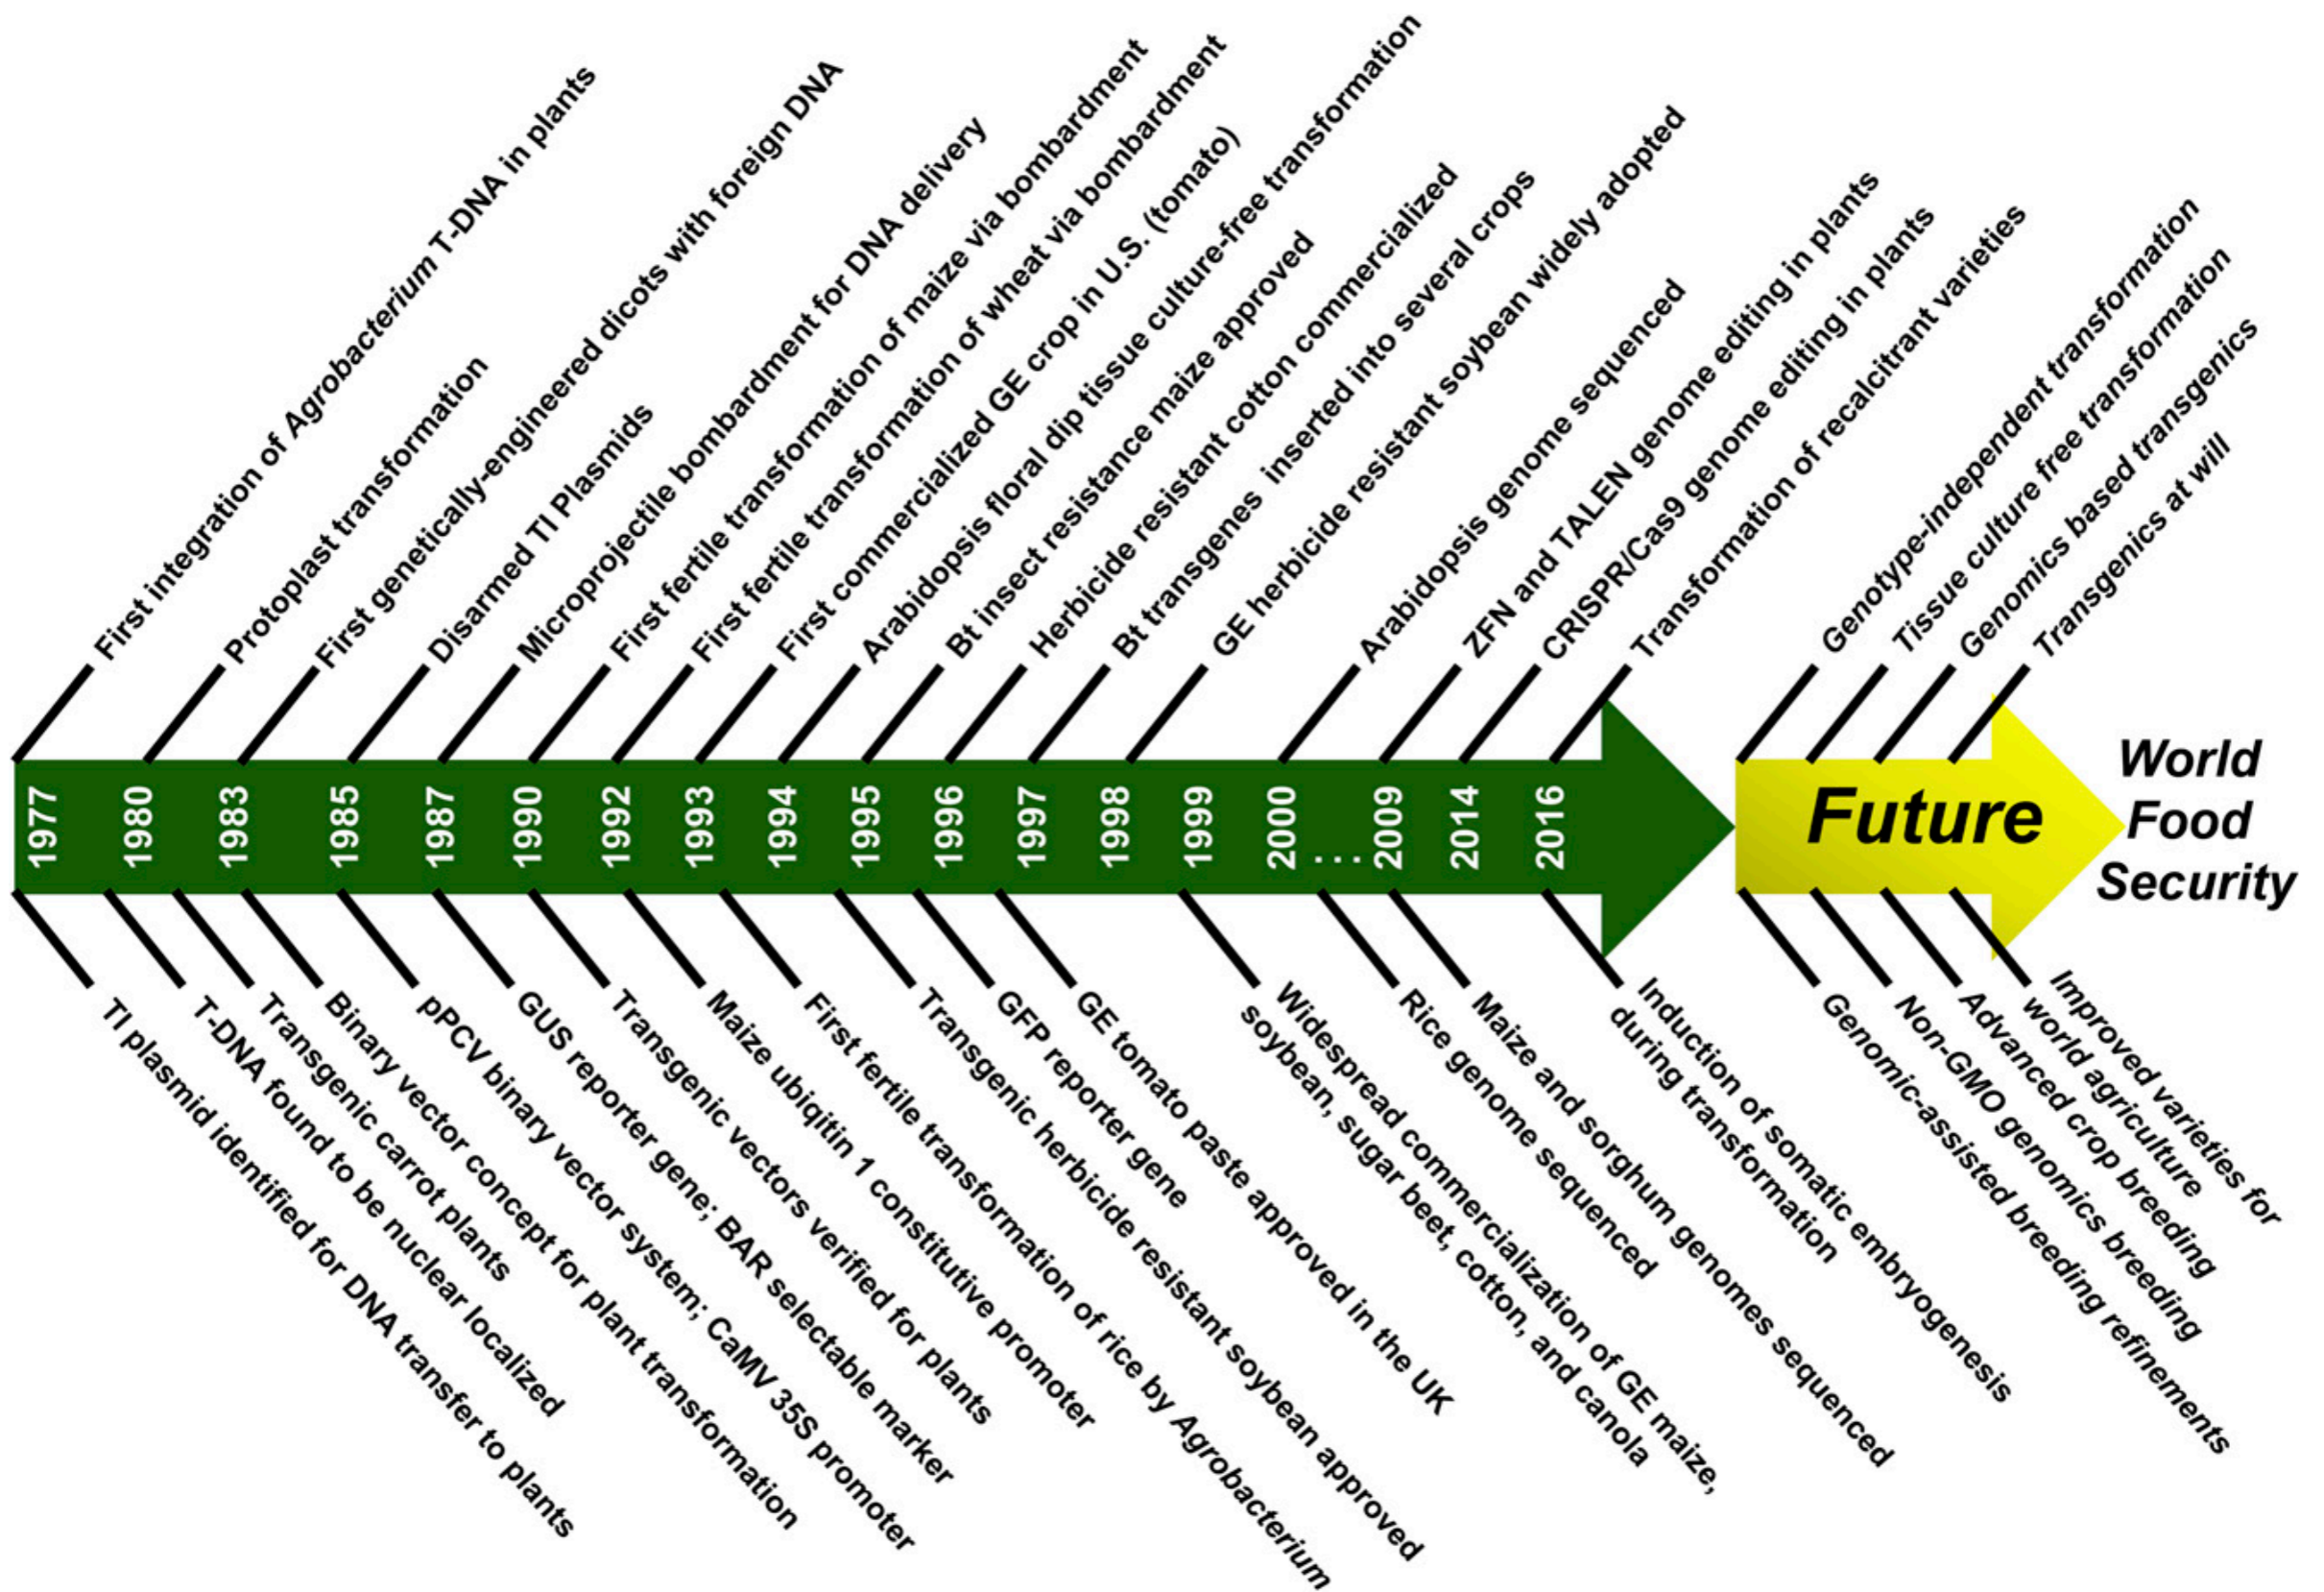 First integration of Agrobacterium T-DNA in plants
Protoplast transformation
First genetically-engineered dicots with foreign DNA
Disarmed TI Plasmids
Microprojectile bombardment for DNA delivery
First fertile transformation of maize via bombardment
First fertile transformation of wheat via bombardment
First commercialized GE crop in U.S. (tomato)
Arabidopsis floral dip tissue culture-free transformation
Bt insect resistance maize approved
Herbicide resistant cotton commercialized
Bt transgenes inserted into several crops
GE herbicide resistant soybean widely adopted
Arabidopsis genome sequenced
ZFN and TALEN genome editing in plants
CRISPR/Cas9 genome editing in plants
Transformation of recalcitrant varieties
Genotype-independent transformation
Tissue culture free transformation
Genomics based transgenics
Transgenics at will
1977
1980
1983
1985
1987
1990
1992
1993
1994
1995
1996
1997
1998
1999
2000
...
2009
2014
2016
Future
World
Food
Security
TI plasmid identified for DNA transfer to plants
T-DNA found to be nuclear localized
Transgenic carrot plants
Binary vector concept for plant transformation
pPCV binary vector system; CaMV 35S promoter
GUS reporter gene; BAR selectable marker
Transgenic vectors verified for plants
Maize ubiqitin 1 constitutive promoter
First fertile transformation of rice by Agrobacterium
Transgenic herbicide resistant soybean approved
GFP reporter gene
GE tomato paste approved in the UK
Widespread commercialization of GE maize,
soybean, sugar beet, cotton, and canola
Rice genome sequenced
Maize and sorghum genomes sequenced
Induction of somatic embryogenesis
during transformation
Genomic-assisted breeding refinements
Non-GMO genomics breeding
Advanced crop breeding
Improved varieties for
world agriculture